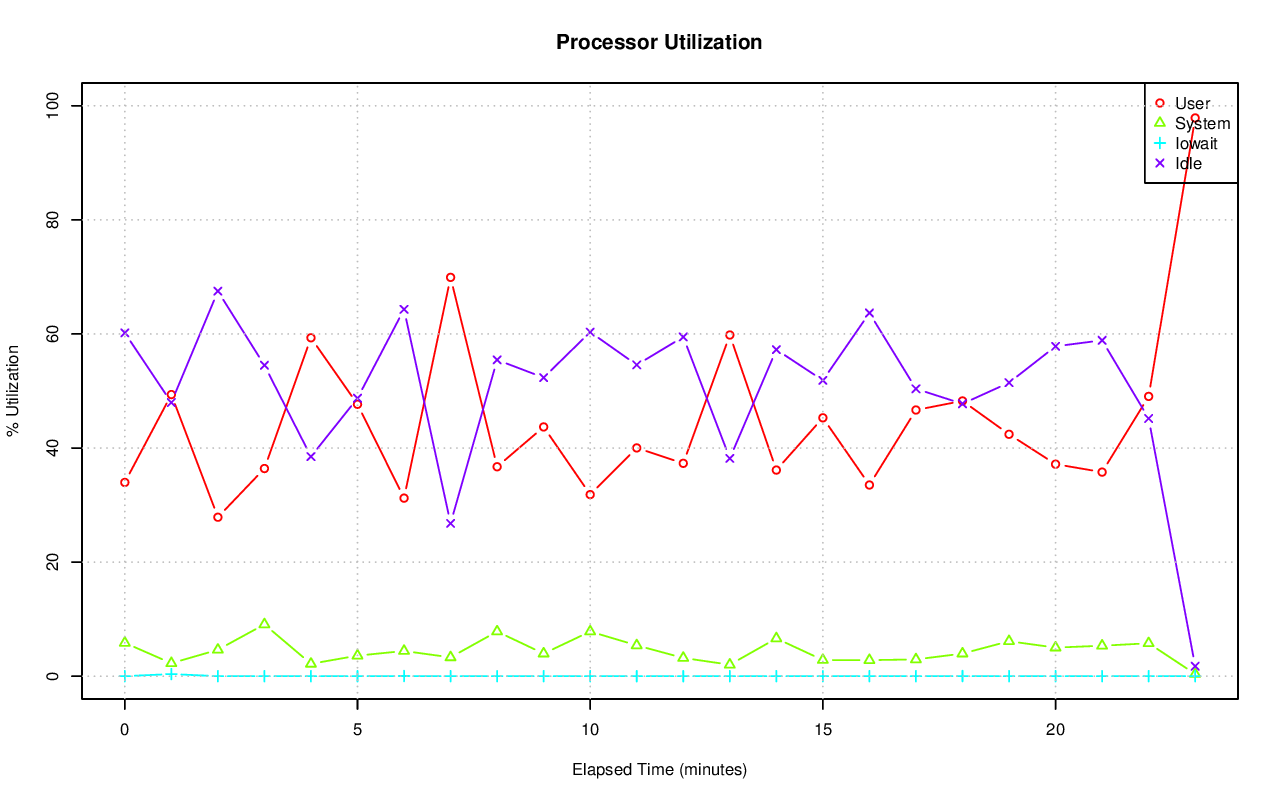 Processor Utilization
100
80
60
40
20
0
% Utilization
User
System
Iowait
Idle
0 5 10 15 20
Elapsed Time (minutes)